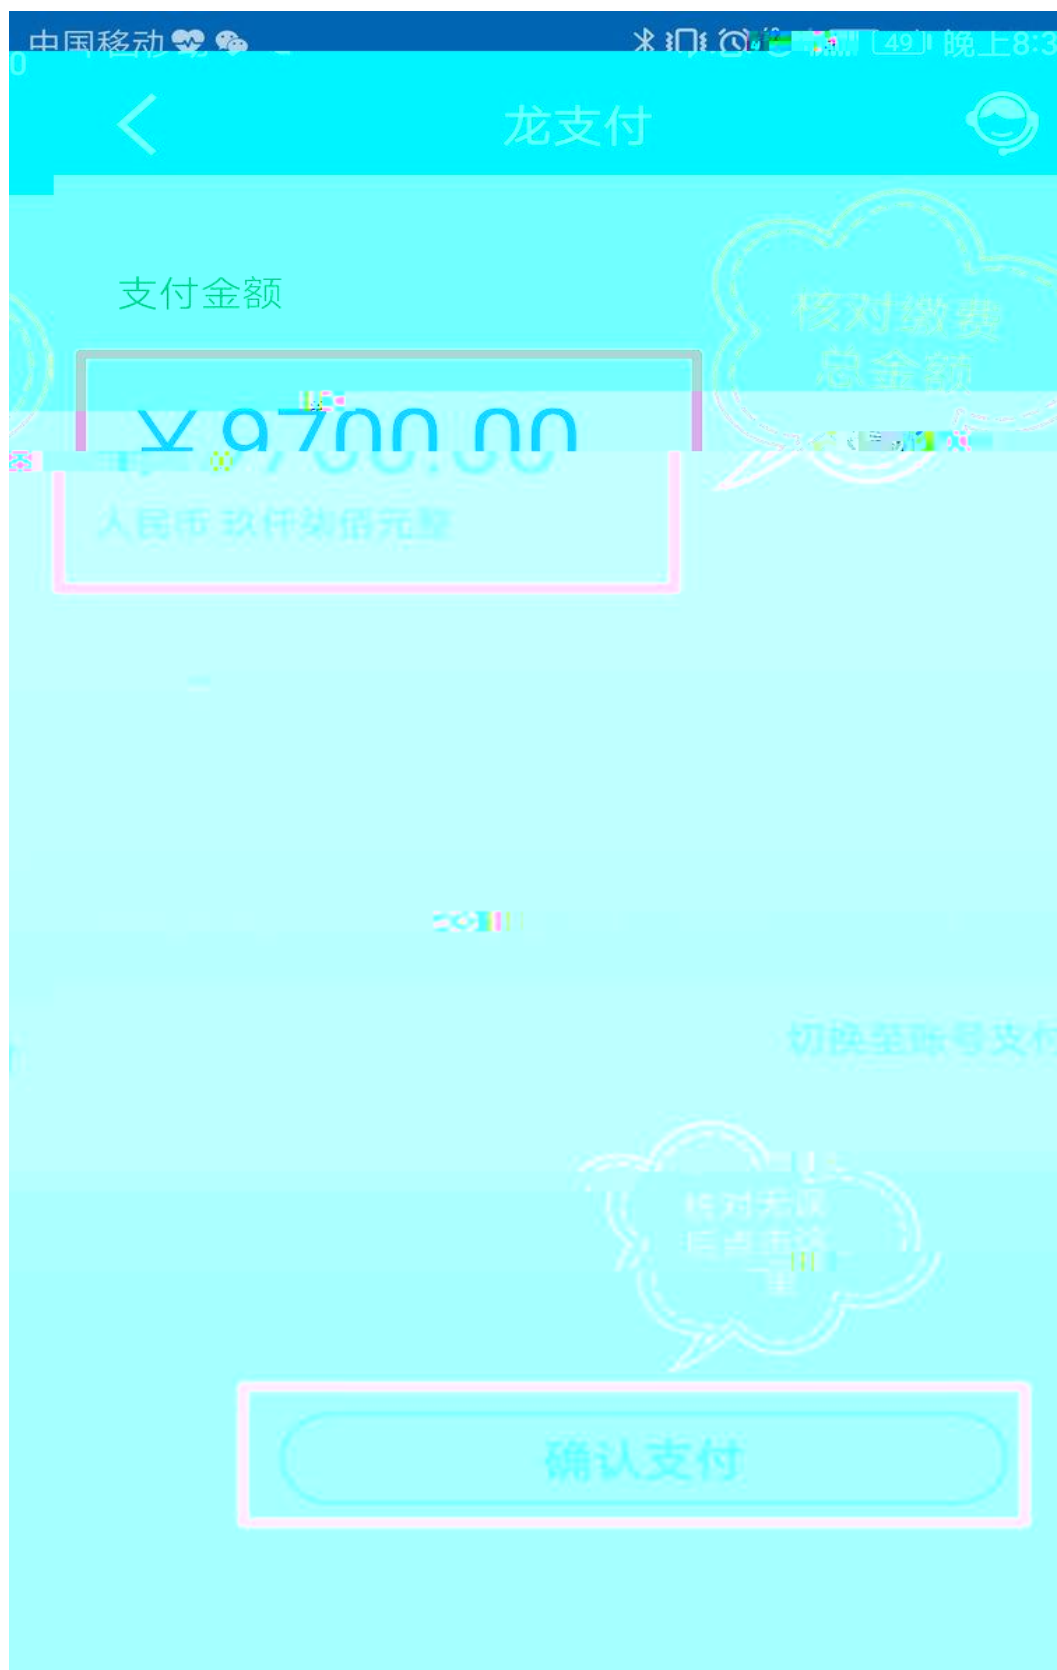 中国移动
49 晚上8:3
0
龙支付
支付金额
核对缴费
总金额
¥9700.00
人民币 玖仟柒佰元整
切换至账号支付
核对无误
后点击这
里
确认支付